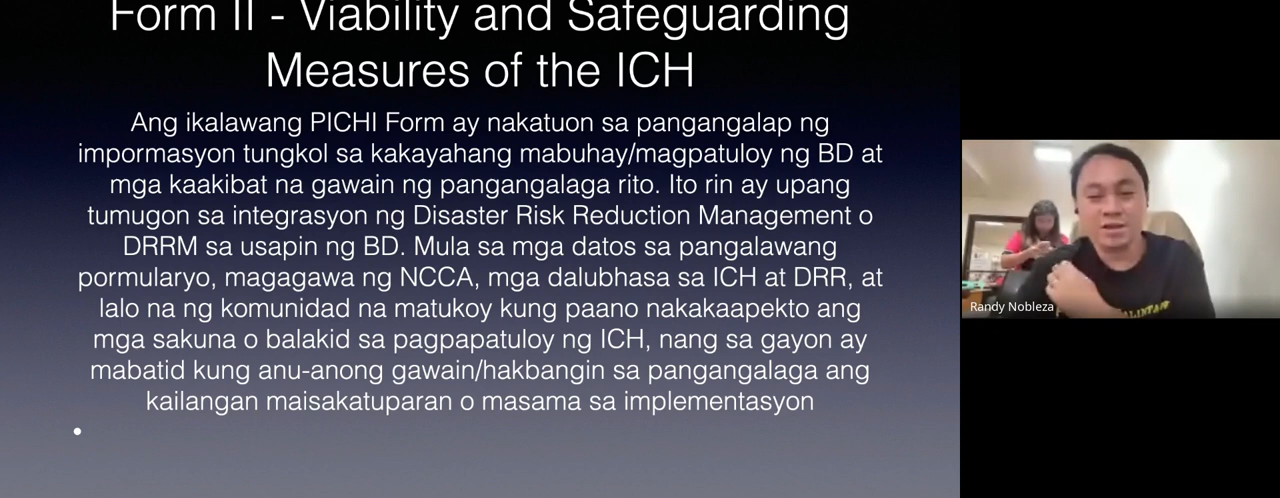 Form II - Viability and Safeguarding
Measures of the ICH
Ang ikalawang PICHI Form ay nakatuon sa pangangalap ng
impormasyon tungkol sa kakayahang mabuhay/magpatuloy ng BD at
mga kaakibat na gawain ng pangangalaga rito. Ito rin ay upang
tumugon sa integrasyon ng Disaster Risk Reduction Management o
DRRM sa usapin ng BD. Mula sa mga datos sa pangalawang
pormularyo, magagawa ng NCCA, mga dalubhasa sa ICH at DRR, at
lalo na ng komunidad na matukoy kung paano nakakaapekto ang
mga sakuna o balakid sa pagpapatuloy ng ICH, nang sa gayon ay
mabatid kung anu-anong gawain/hakbangin sa pangangalaga ang
kailangan maisakatuparan o masama sa implementasyon
Randy Nobleza